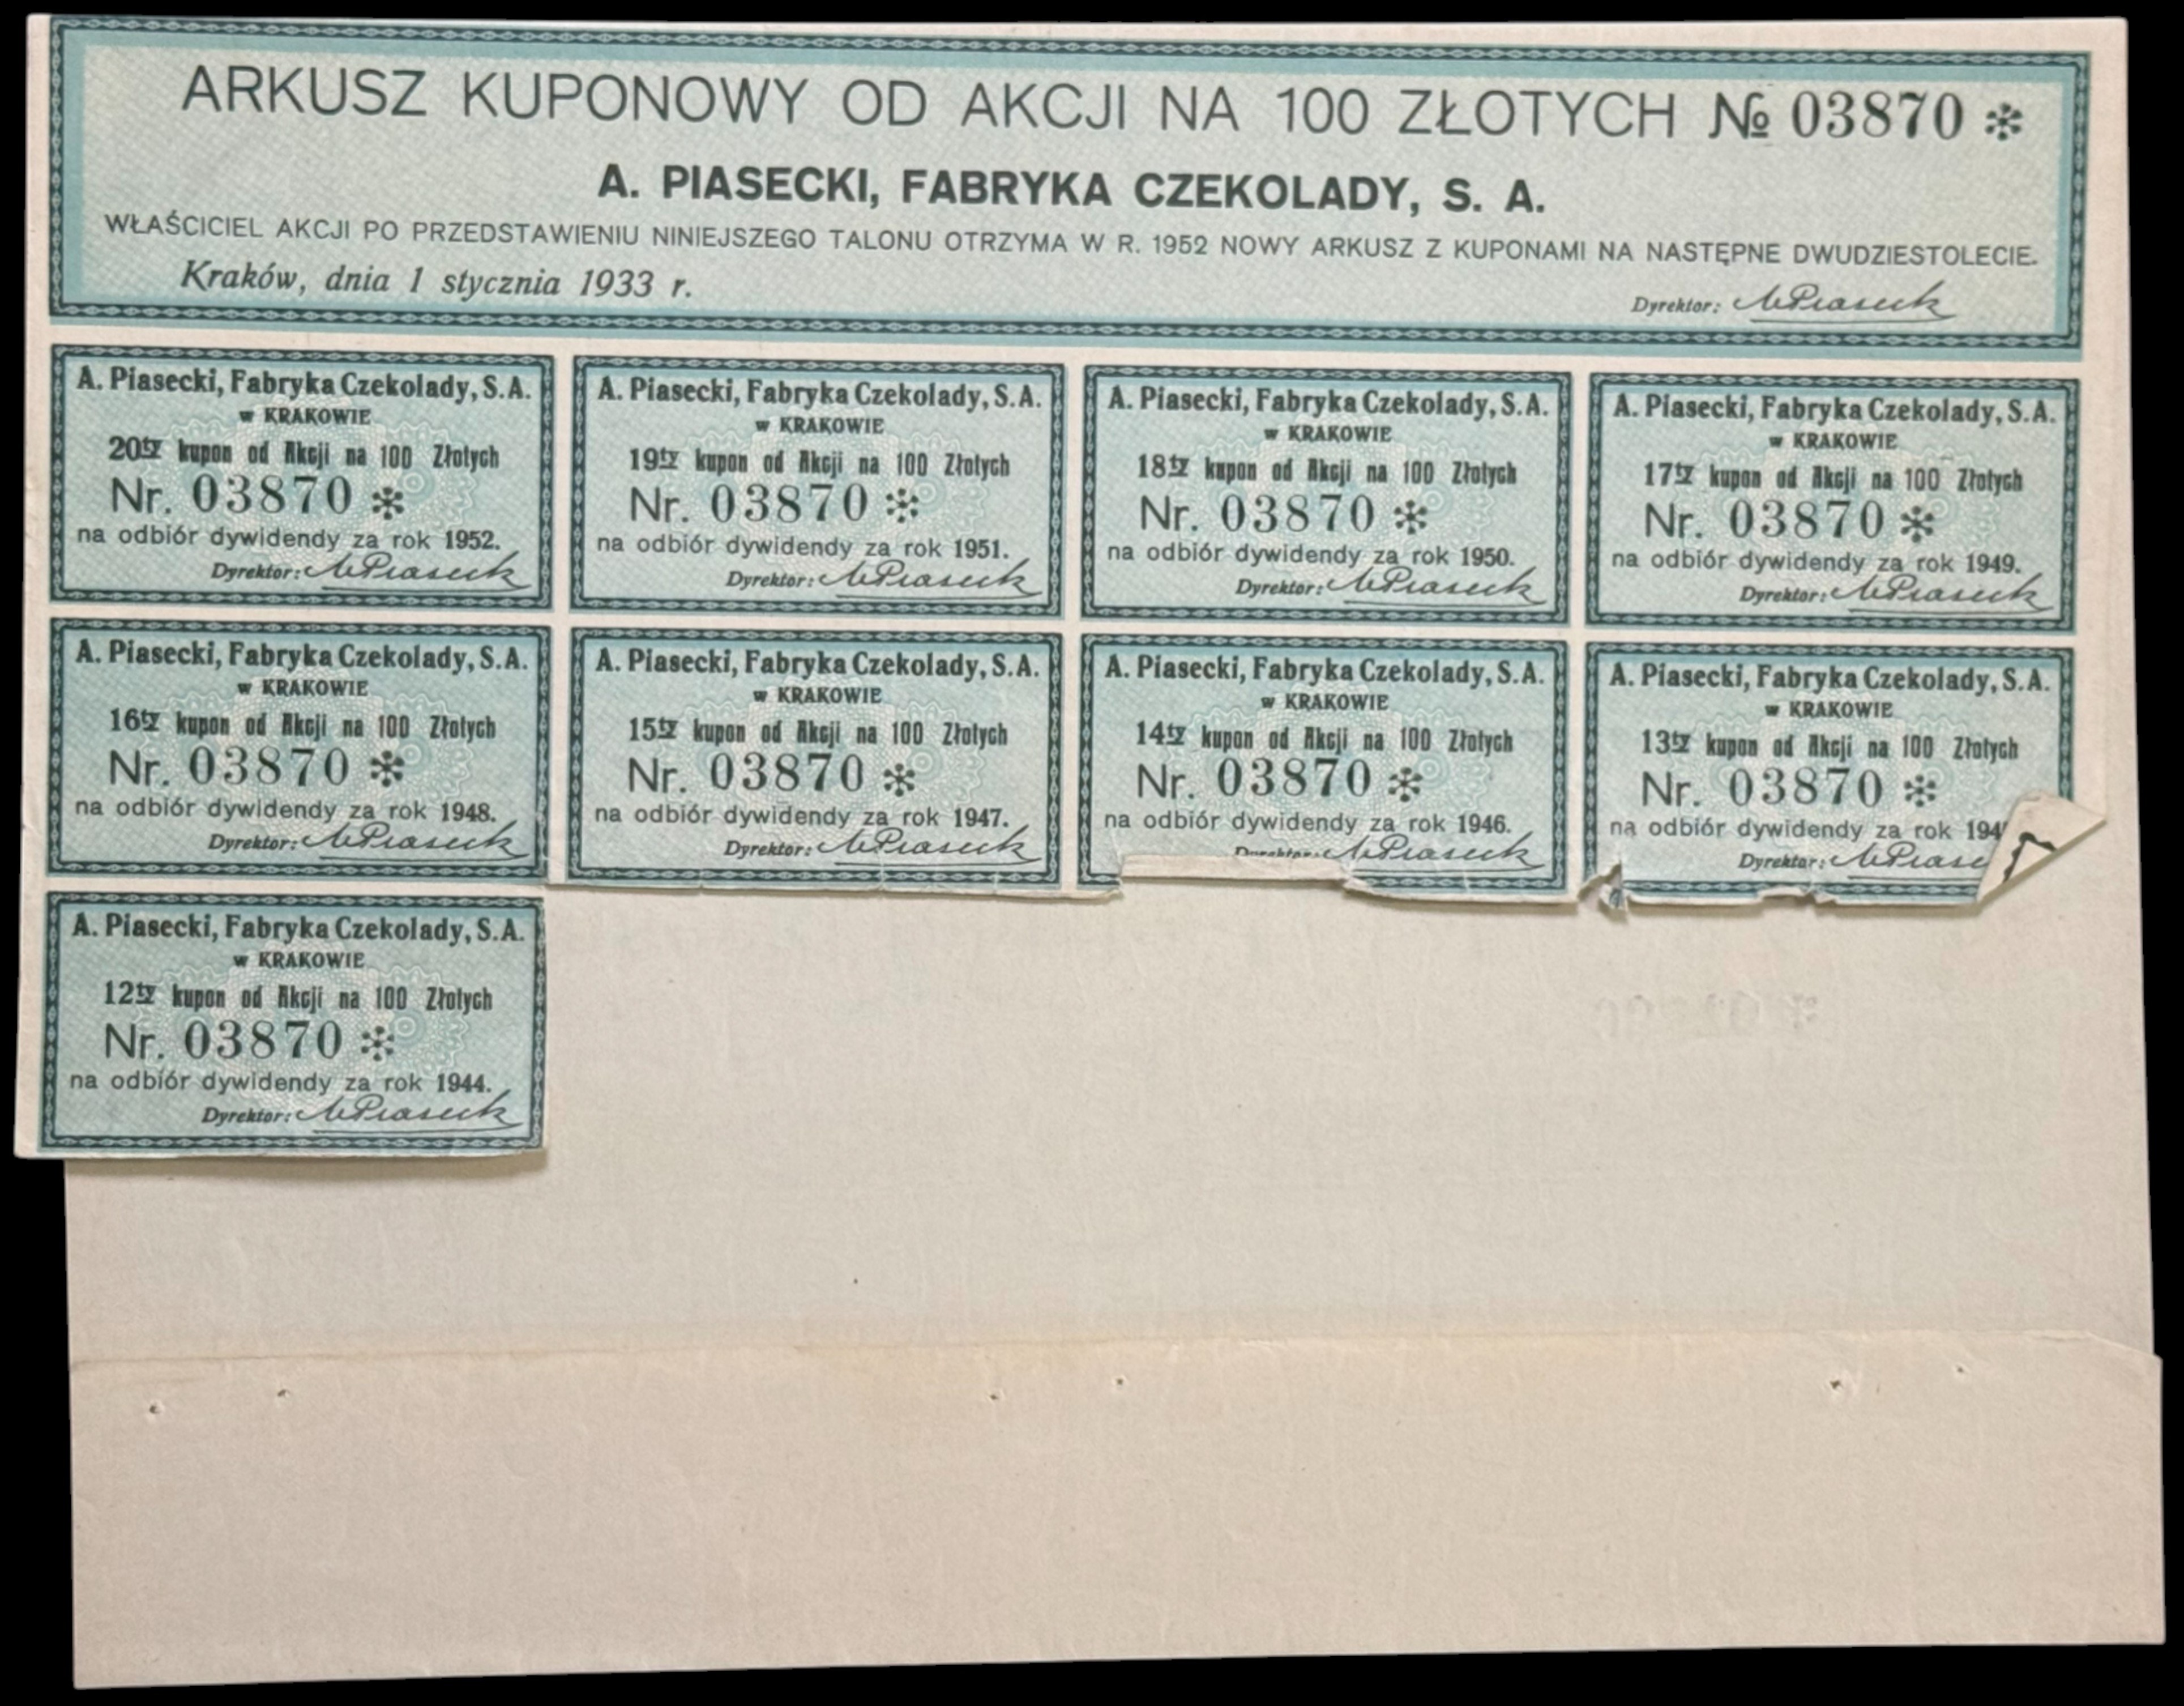 ARKUSZ KUPONOWY OD AKCJI NA 100 ZŁOTYCH № 03870 *
A. PIASECKI, FABRYKA CZEKOLADY, S. A.
WŁAŚCICIEL AKCJI PO PRZEDSTAWIENIU NINIEJSZEGO TALONU OTRZYMA W R. 1952 NOWY ARKUSZ Z KUPONAMI NA NASTĘPNE DWUDZIESTOLECIE.
Kraków, dnia 1 stycznia 1933 r.
Dyrektor: A. Piasecki
A. Piasecki, Fabryka Czekolady, S.A.
w KRAKOWIE
20ty kupon od Akcji na 100 Złotych
Nr. 03870 *
na odbiór dywidendy za rok 1952.
Dyrektor: A. Piasecki
A. Piasecki, Fabryka Czekolady, S.A.
w KRAKOWIE
19ty kupon od Akcji na 100 Złotych
Nr. 03870 *
na odbiór dywidendy za rok 1951.
Dyrektor: A. Piasecki
A. Piasecki, Fabryka Czekolady, S.A.
w KRAKOWIE
18ty kupon od Akcji na 100 Złotych
Nr. 03870 *
na odbiór dywidendy za rok 1950.
Dyrektor: A. Piasecki
A. Piasecki, Fabryka Czekolady, S.A.
w KRAKOWIE
17ty kupon od Akcji na 100 Złotych
Nr. 03870 *
na odbiór dywidendy za rok 1949.
Dyrektor: A. Piasecki
A. Piasecki, Fabryka Czekolady, S.A.
w KRAKOWIE
16ty kupon od Akcji na 100 Złotych
Nr. 03870 *
na odbiór dywidendy za rok 1948.
Dyrektor: A. Piasecki
A. Piasecki, Fabryka Czekolady, S.A.
w KRAKOWIE
15ty kupon od Akcji na 100 Złotych
Nr. 03870 *
na odbiór dywidendy za rok 1947.
Dyrektor: A. Piasecki
A. Piasecki, Fabryka Czekolady, S.A.
w KRAKOWIE
14ty kupon od Akcji na 100 Złotych
Nr. 03870 *
na odbiór dywidendy za rok 1946.
Dyrektor: A. Piasecki
A. Piasecki, Fabryka Czekolady, S.A.
w KRAKOWIE
13ty kupon od Akcji na 100 Złotych
Nr. 03870 *
na odbiór dywidendy za rok 194
Dyrektor:
A. Piasecki, Fabryka Czekolady, S.A.
w KRAKOWIE
12ty kupon od Akcji na 100 Złotych
Nr. 03870 *
na odbiór dywidendy za rok 1944.
Dyrektor: A. Piasecki